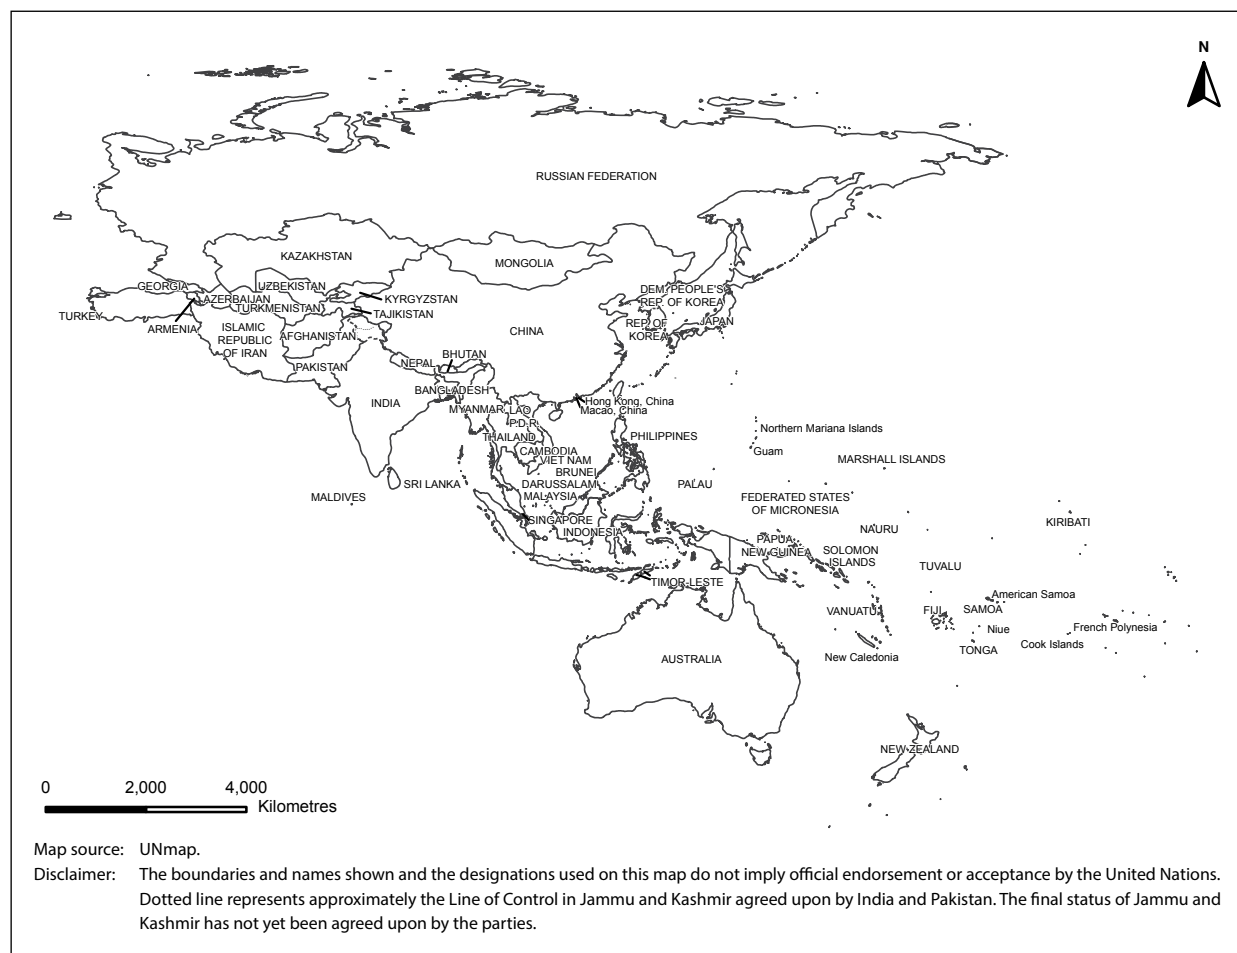 N
RUSSIAN FEDERATION
KAZAKHSTAN
MONGOLIA
GEORGIA
UZBEKISTAN
DEM. PEOPLE'S
REP. OF KOREA
AZERBAIJAN
KYRGYZSTAN
TURKMENISTAN
TAJIKISTAN
TURKEY
ARMENIA
ISLAMIC
REPUBLIC
OF IRAN
AFGHANISTAN
CHINA
REP. OF
KOREA
JAPAN
PAKISTAN
NEPAL
BHUTAN
BANGLADESH
INDIA
Hong Kong, China
Macao, China
MYANMAR
LAO
P.D.R.
THAILAND
PHILIPPINES
Northern Mariana Islands
Guam
CAMBODIA
VIET NAM
BRUNEI
DARUSSALAM
MARSHALL ISLANDS
MALDIVES
SRI LANKA
MALAYSIA
PALAU
FEDERATED STATES
OF MICRONESIA
SINGAPORE
INDONESIA
NAURU
KIRIBATI
PAPUA
NEW GUINEA
SOLOMON
ISLANDS
TUVALU
TIMOR-LESTE
American Samoa
VANUATU
FIJI
SAMOA
Niue
French Polynesia
Cook Islands
TONGA
New Caledonia
AUSTRALIA
NEW ZEALAND
0 2,000 4,000
Kilometres
Map source: UNmap.
Disclaimer: The boundaries and names shown and the designations used on this map do not imply official endorsement or acceptance by the United Nations.
Dotted line represents approximately the Line of Control in Jammu and Kashmir agreed upon by India and Pakistan. The final status of Jammu and
Kashmir has not yet been agreed upon by the parties.